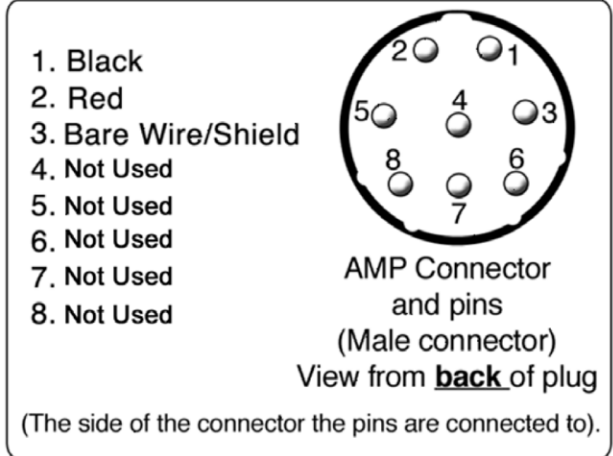 1. Black
2. Red
3. Bare Wire/Shield
4. Not Used
5. Not Used
6. Not Used
7. Not Used
8. Not Used
2 1
5 4 3
8 6
7
AMP Connector
and pins
(Male connector)
View from back of plug
(The side of the connector the pins are connected to).